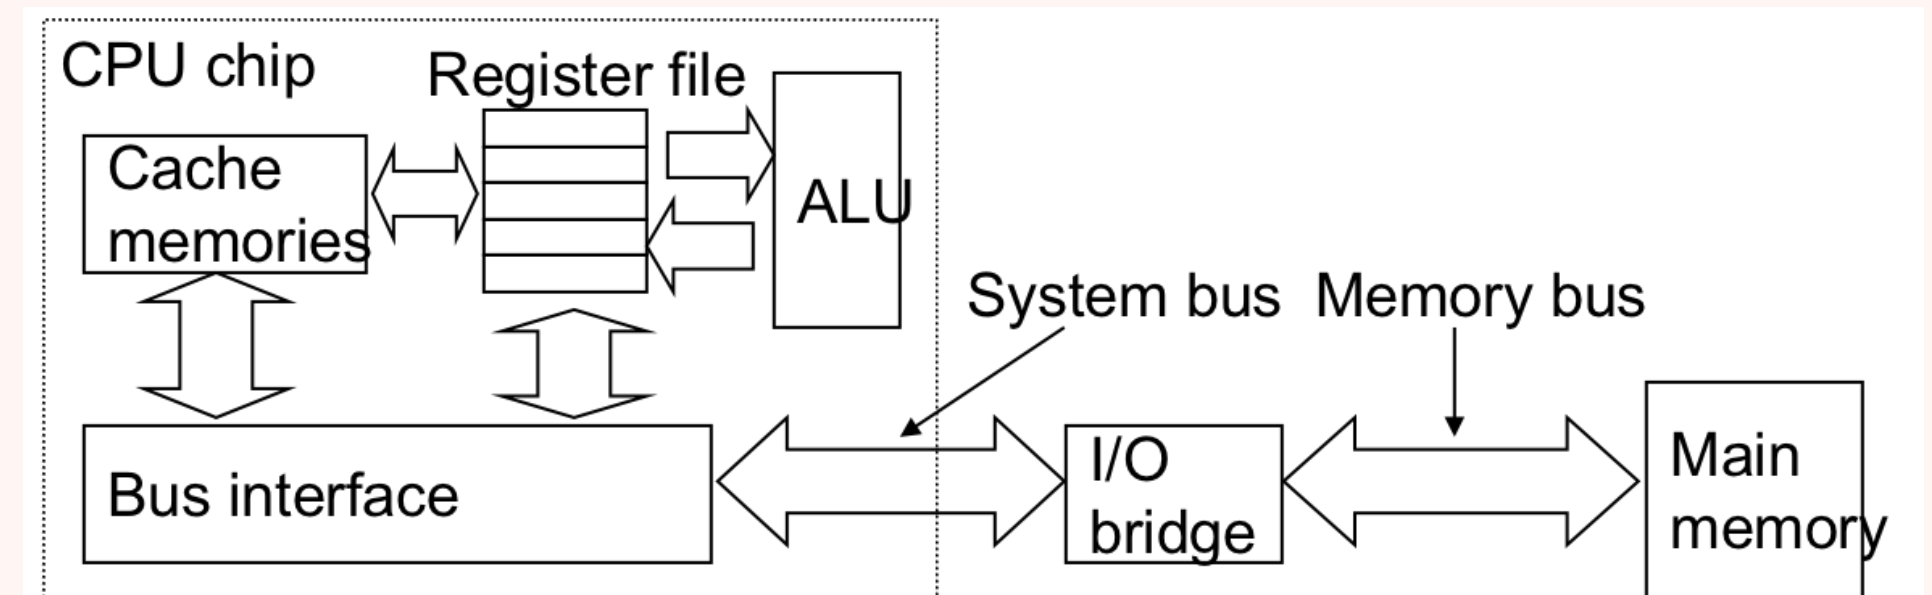 CPU chip
Register file
Cache
memories
ALU
System bus
Memory bus
Bus interface
I/O
bridge
Main
memory